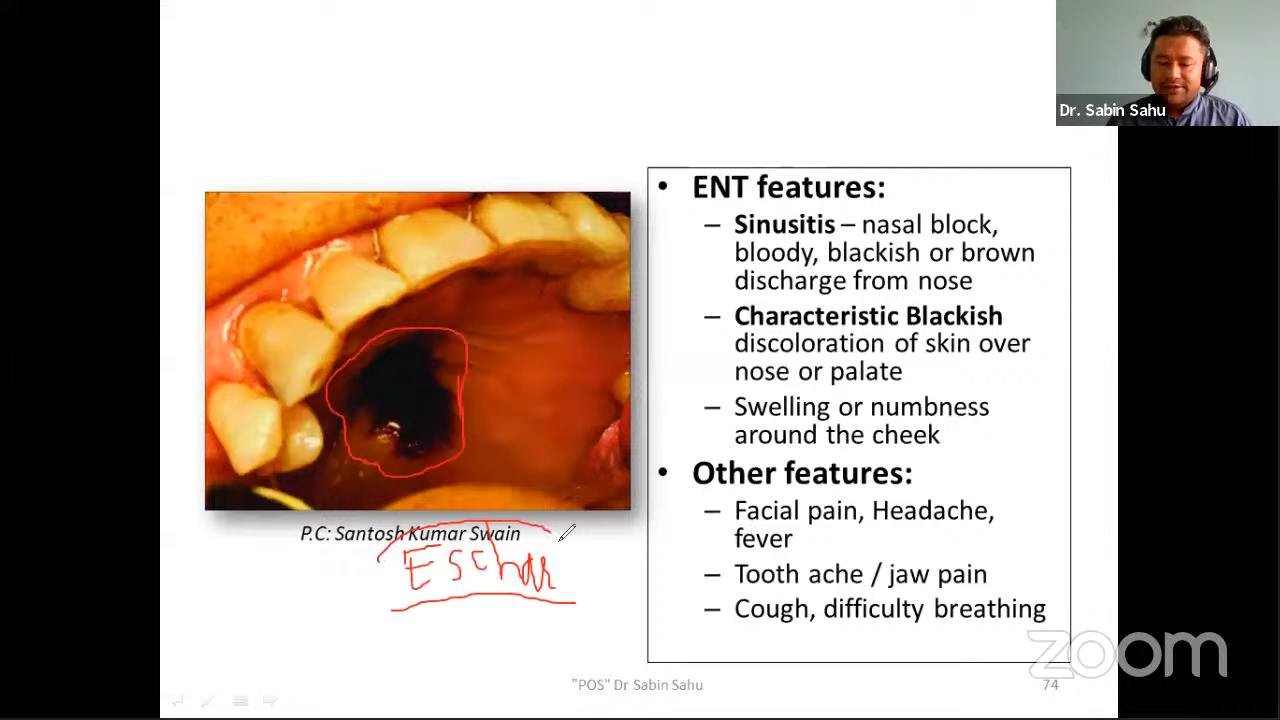 Dr. Sabin Sahu
• ENT features:
– Sinusitis – nasal block,
bloody, blackish or brown
discharge from nose
– Characteristic Blackish
discoloration of skin over
nose or palate
– Swelling or numbness
around the cheek
• Other features:
– Facial pain, Headache,
fever
– Tooth ache / jaw pain
– Cough, difficulty breathing
P.C: Santosh Kumar Swain
Eschar
zoom
"POS" Dr Sabin Sahu
74